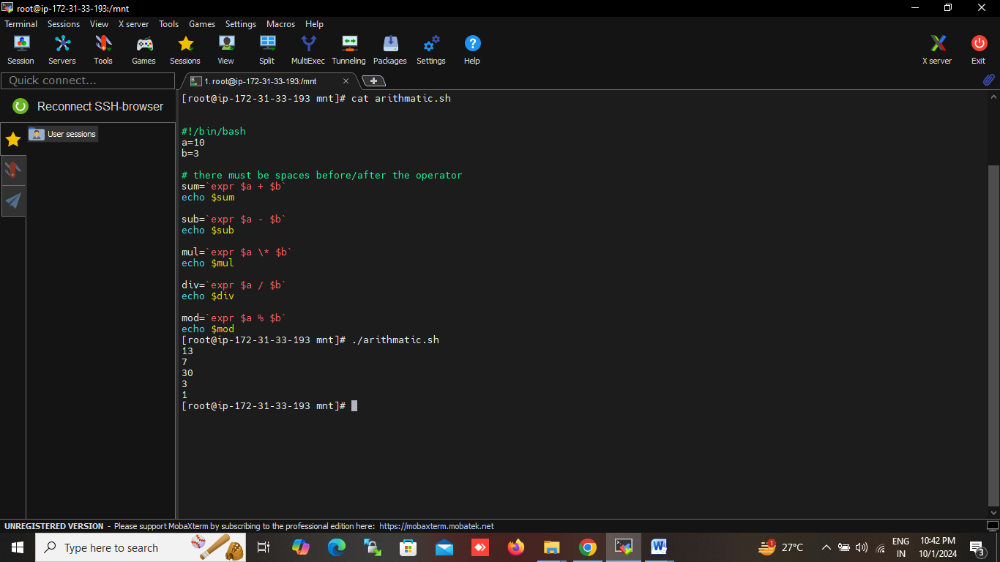 root@ip-172-31-33-193:/mnt
Terminal Sessions View X server Tools Games Settings Macros Help
Session Servers Tools Games Sessions View Split MultiExec Tunneling Packages Settings Help X server Exit
Quick connect...
1. root@ip-172-31-33-193:/mnt
Reconnect SSH-browser
User sessions
[root@ip-172-31-33-193 mnt]# cat arithmatic.sh
#!/bin/bash
a=10
b=3
# there must be spaces before/after the operator
sum=`expr $a + $b`
echo $sum
sub=`expr $a - $b`
echo $sub
mul=`expr $a \* $b`
echo $mul
div=`expr $a / $b`
echo $div
mod=`expr $a % $b`
echo $mod
[root@ip-172-31-33-193 mnt]# ./arithmatic.sh
13
7
30
3
1
[root@ip-172-31-33-193 mnt]#
UNREGISTERED VERSION - Please support MobaXterm by subscribing to the professional edition here: https://mobaxterm.mobatek.net
Type here to search
1
27°C
ENG
IN
10:42 PM
10/1/2024
3